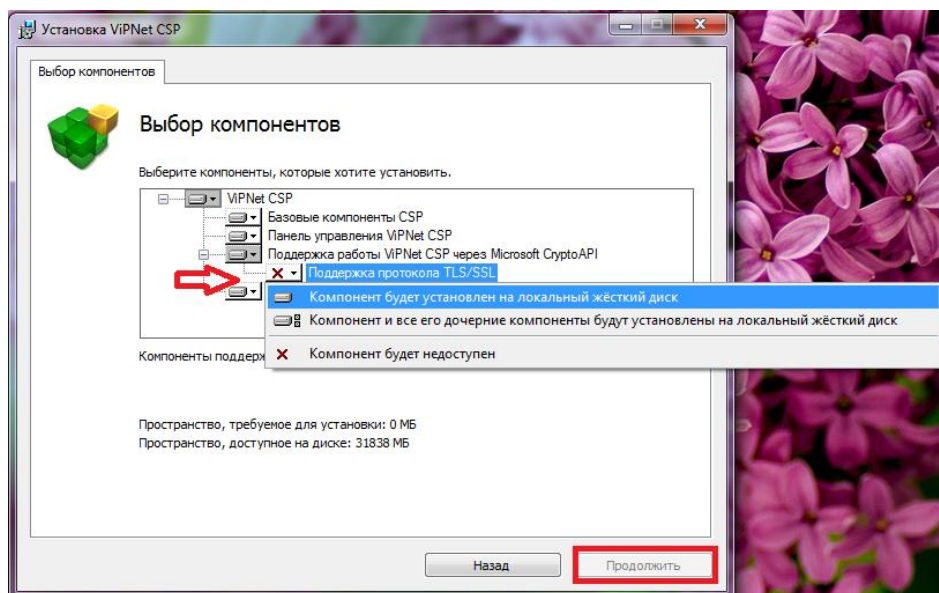 Установка ViPNet CSP
Выбор компонентов
Выбор компонентов
Выберите компоненты, которые хотите установить.
ViPNet CSP
Базовые компоненты CSP
Панель управления ViPNet CSP
Поддержка работы ViPNet CSP через Microsoft CryptoAPI
Поддержка протокола TLS/SSL
Компонент будет установлен на локальный жёсткий диск
Компонент и все его дочерние компоненты будут установлены на локальный жёсткий диск
Компоненты поддерж
Компонент будет недоступен
Пространство, требуемое для установки: 0 МБ
Пространство, доступное на диске: 31838 МБ
Назад
Продолжить